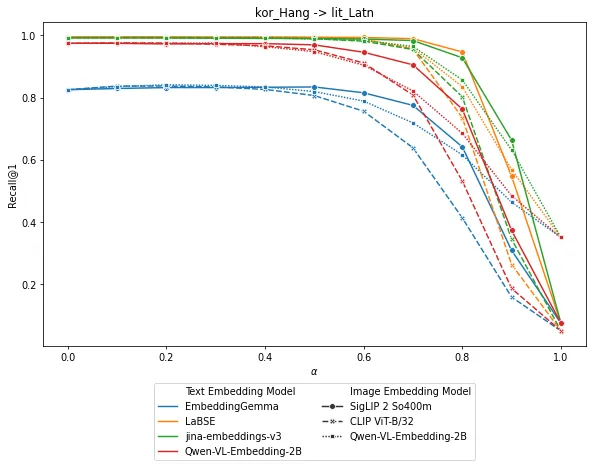 kor_Hang -> lit_Latn
Recall@1
1.0
0.8
0.6
0.4
0.2
0.0 0.2 0.4 0.6 0.8 1.0
α
Text Embedding Model
EmbeddingGemma
LaBSE
jina-embeddings-v3
Qwen-VL-Embedding-2B
Image Embedding Model
SigLIP 2 So400m
CLIP ViT-B/32
Qwen-VL-Embedding-2B